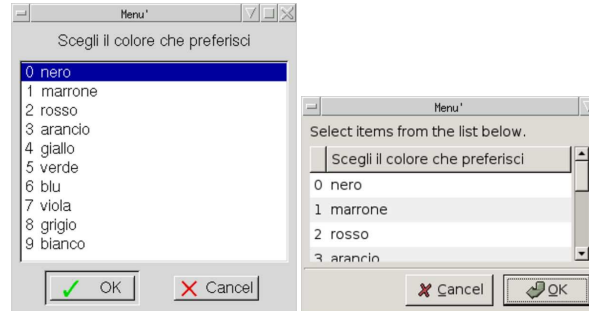 Menu'
Scegli il colore che preferisci
0 nero
1 marrone
2 rosso
3 arancio
4 giallo
5 verde
6 blu
7 viola
8 grigio
9 bianco
OK
Cancel
Menu'
Select items from the list below.
Scegli il colore che preferisci
0 nero
1 marrone
2 rosso
3 arancio
Cancel
OK